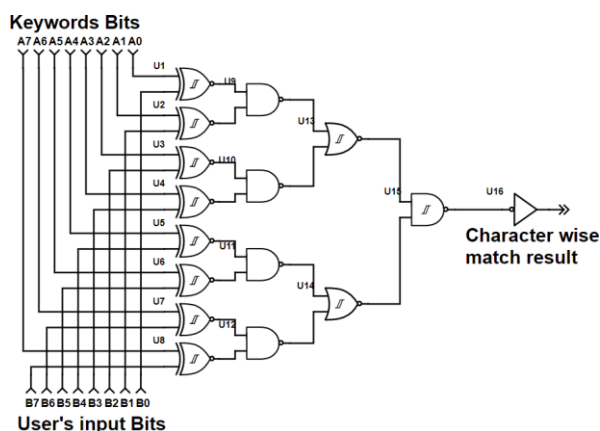 Keywords Bits
A7 A6 A5 A4 A3 A2 A1 A0
U1
U9
U2
U13
U3
U10
U4
U15
U16
U5
Character wise
match result
U11
U6
U14
U7
U12
U8
B7 B6 B5 B4 B3 B2 B1 B0
User's input Bits